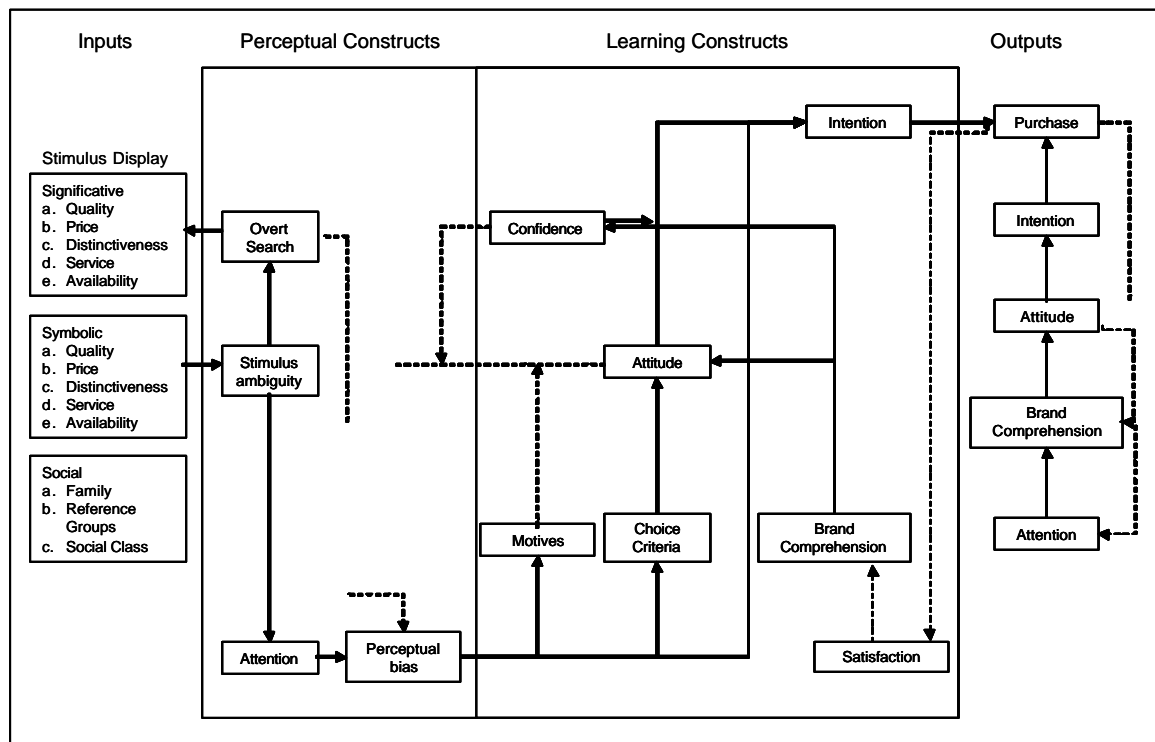 Inputs
Perceptual Constructs
Learning Constructs
Outputs
Stimulus Display
Significative
a. Quality
b. Price
c. Distinctiveness
d. Service
e. Availability
Symbolic
a. Quality
b. Price
c. Distinctiveness
d. Service
e. Availability
Social
a. Family
b. Reference
Groups
c. Social Class
Overt
Search
Stimulus
ambiguity
Attention
Perceptual
bias
Confidence
Attitude
Motives
Choice
Criteria
Intention
Brand
Comprehension
Satisfaction
Purchase
Intention
Attitude
Brand
Comprehension
Attention